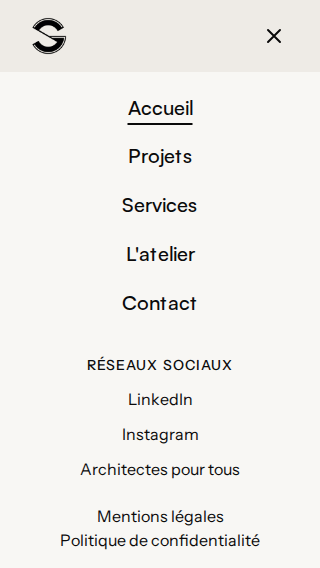 Accueil
Projets
Services
L'atelier
Contact
RÉSEAUX SOCIAUX
LinkedIn
Instagram
Architectes pour tous
Mentions légales
Politique de confidentialité